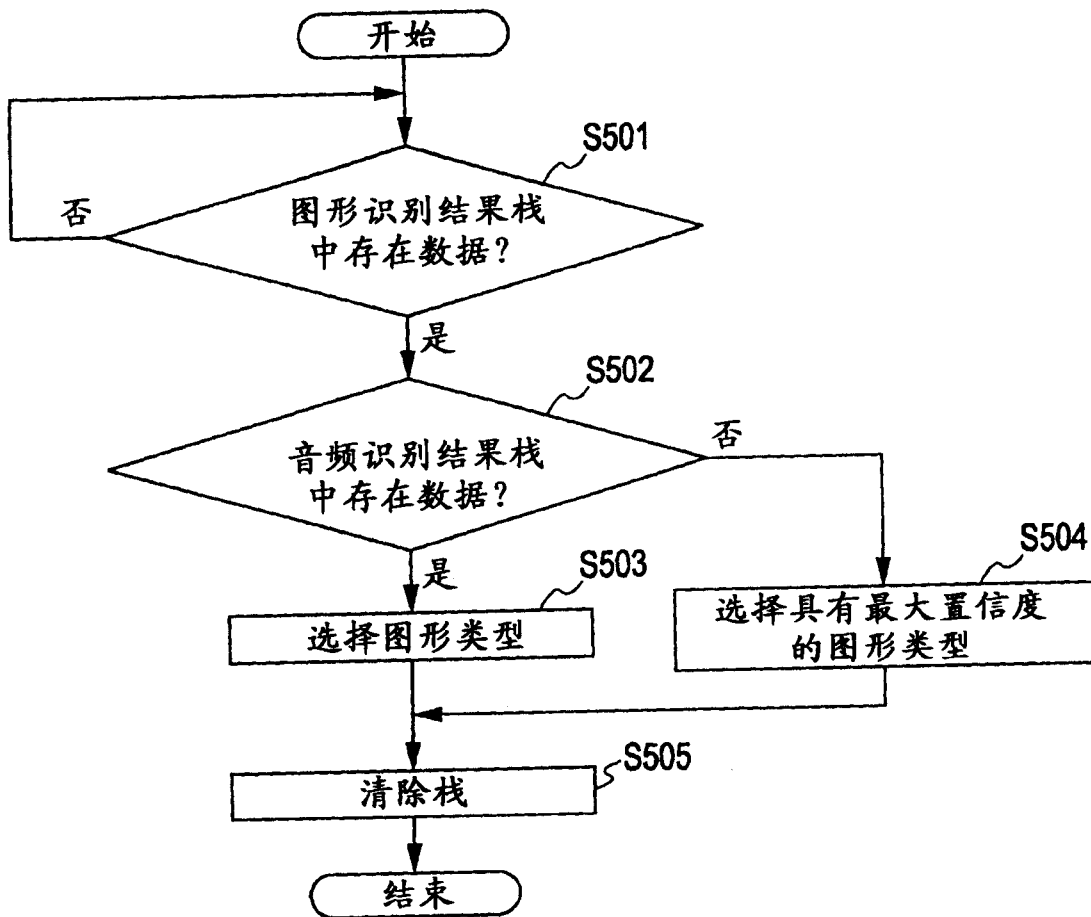 开始
S501
图形识别结果栈
中存在数据?
否
是
S502
音频识别结果栈
中存在数据?
否
是
S503
选择图形类型
S504
选择具有最大置信度
的图形类型
S505
清除栈
结束